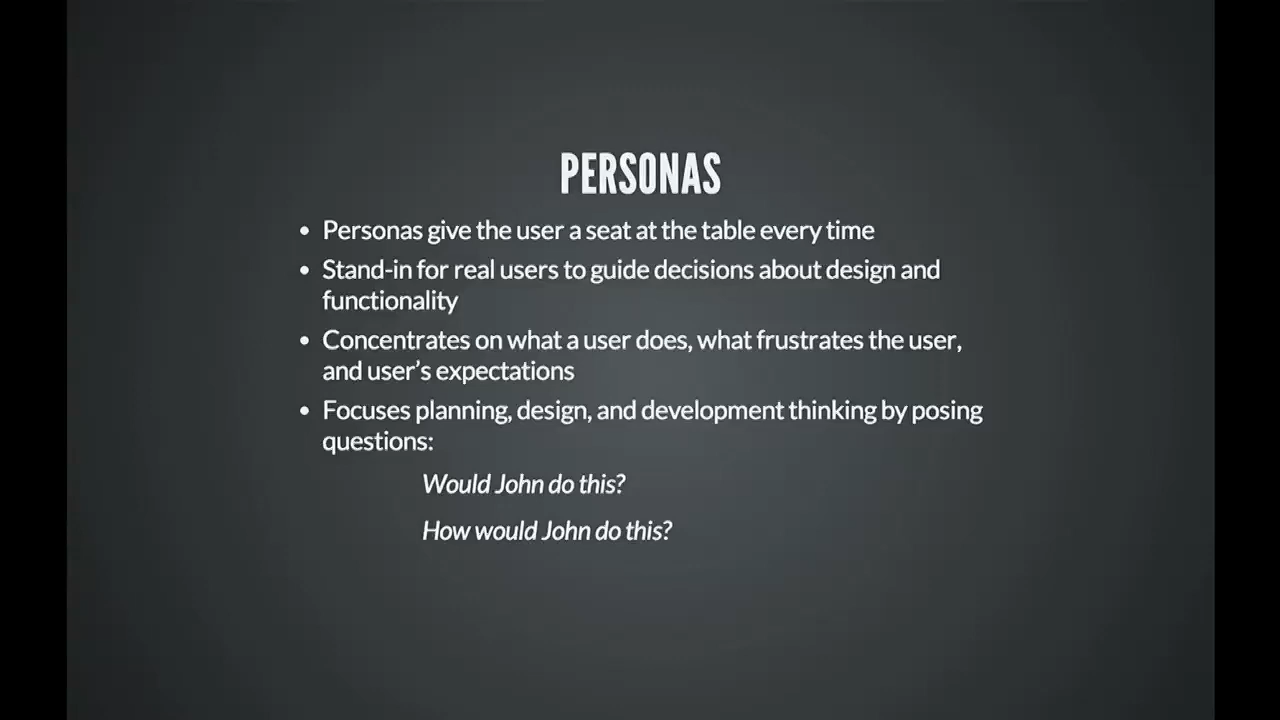 PERSONAS
• Personas give the user a seat at the table every time
• Stand-in for real users to guide decisions about design and
functionality
• Concentrates on what a user does, what frustrates the user,
and user’s expectations
• Focuses planning, design, and development thinking by posing
questions:
Would John do this?
How would John do this?